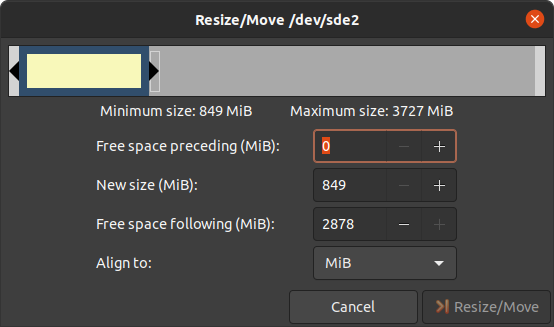 Resize/Move /dev/sde2
Minimum size: 849 MiB Maximum size: 3727 MiB
Free space preceding (MiB): 0
New size (MiB): 849
Free space following (MiB): 2878
Align to: MiB
Cancel Resize/Move